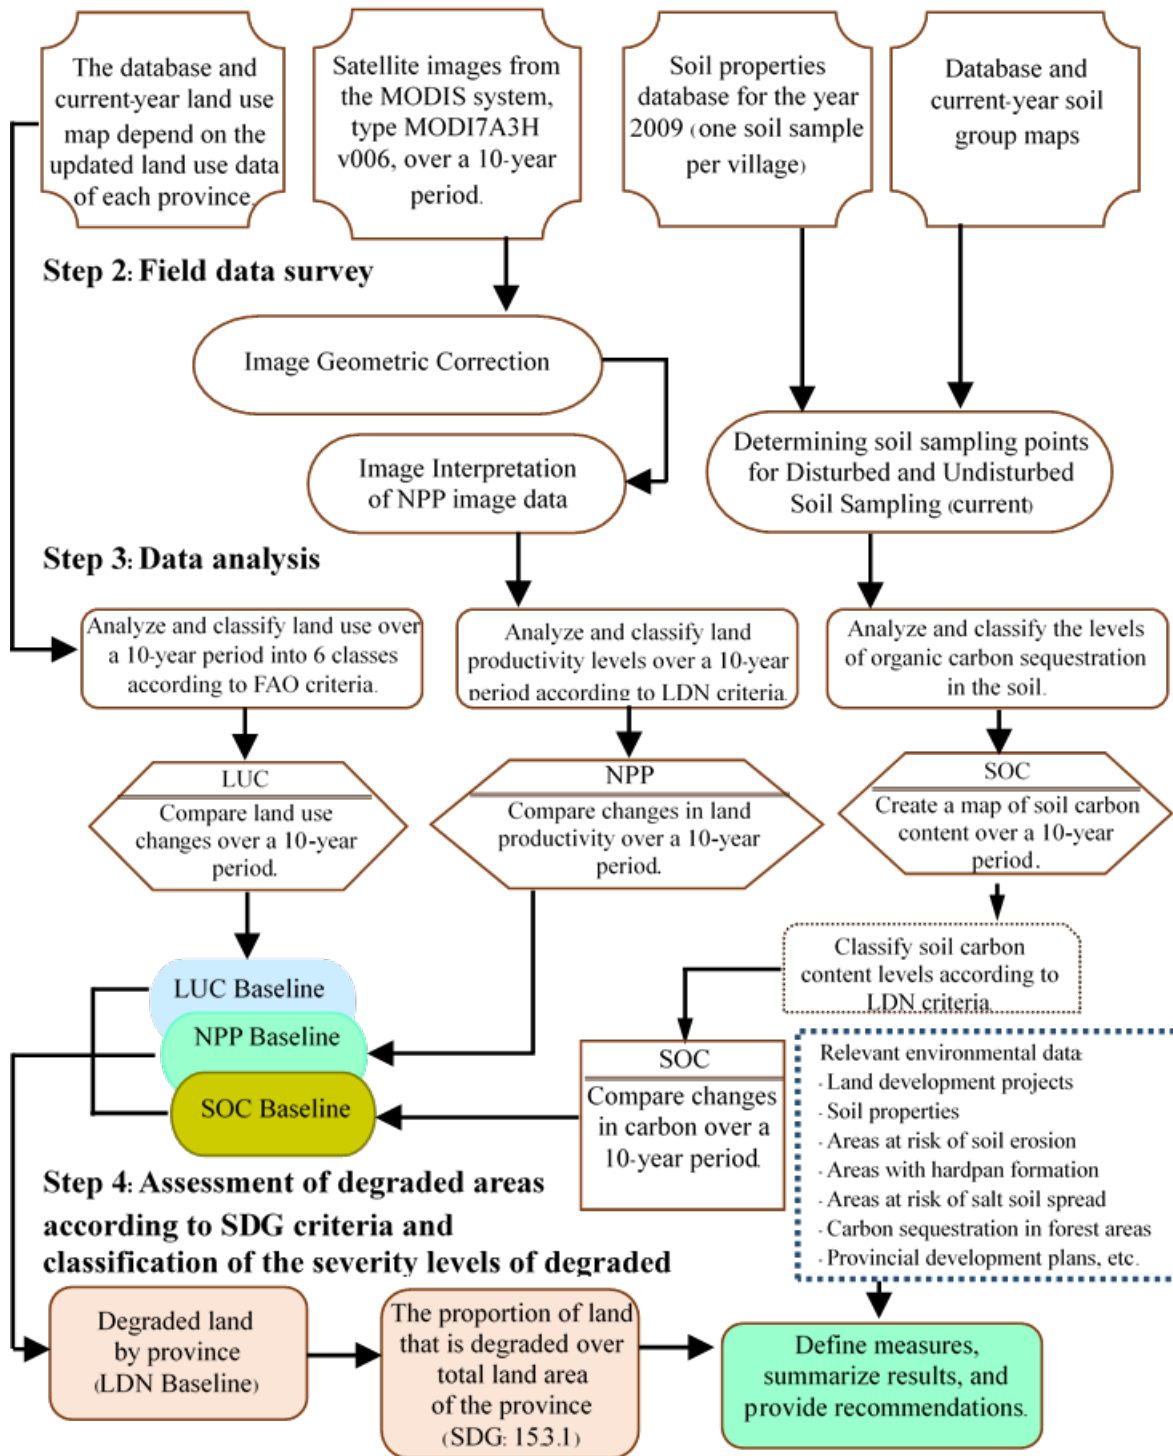 The database and
current-year land use
map depend on the
updated land use data
of each province.
Satellite images from
the MODIS system,
type MODI7A3H
v006, over a 10-year
period.
Soil properties
database for the year
2009 (one soil sample
per village)
Database and
current-year soil
group maps
Step 2: Field data survey
Image Geometric Correction
Image Interpretation
of NPP image data
Determining soil sampling points
for Disturbed and Undisturbed
Soil Sampling (current)
Step 3: Data analysis
Analyze and classify land use over
a 10-year period into 6 classes
according to FAO criteria.
Analyze and classify land
productivity levels over a 10-year
period according to LDN criteria.
Analyze and classify the levels
of organic carbon sequestration
in the soil.
LUC
Compare land use
changes over a 10-year
period.
NPP
Compare changes in land
productivity over a 10-year
period.
SOC
Create a map of soil carbon
content over a 10-year
period.
Classify soil carbon
content levels according to
LDN criteria.
LUC Baseline
NPP Baseline
SOC Baseline
SOC
Compare changes
in carbon over a
10-year period.
Relevant environmental data:
- Land development projects
- Soil properties
- Areas at risk of soil erosion
- Areas with hardpan formation
- Areas at risk of salt soil spread
- Carbon sequestration in forest areas
- Provincial development plans, etc.
Step 4: Assessment of degraded areas
according to SDG criteria and
classification of the severity levels of degraded
Degraded land
by province
(LDN Baseline)
The proportion of land
that is degraded over
total land area
of the province
(SDG: 15.3.1)
Define measures,
summarize results, and
provide recommendations.